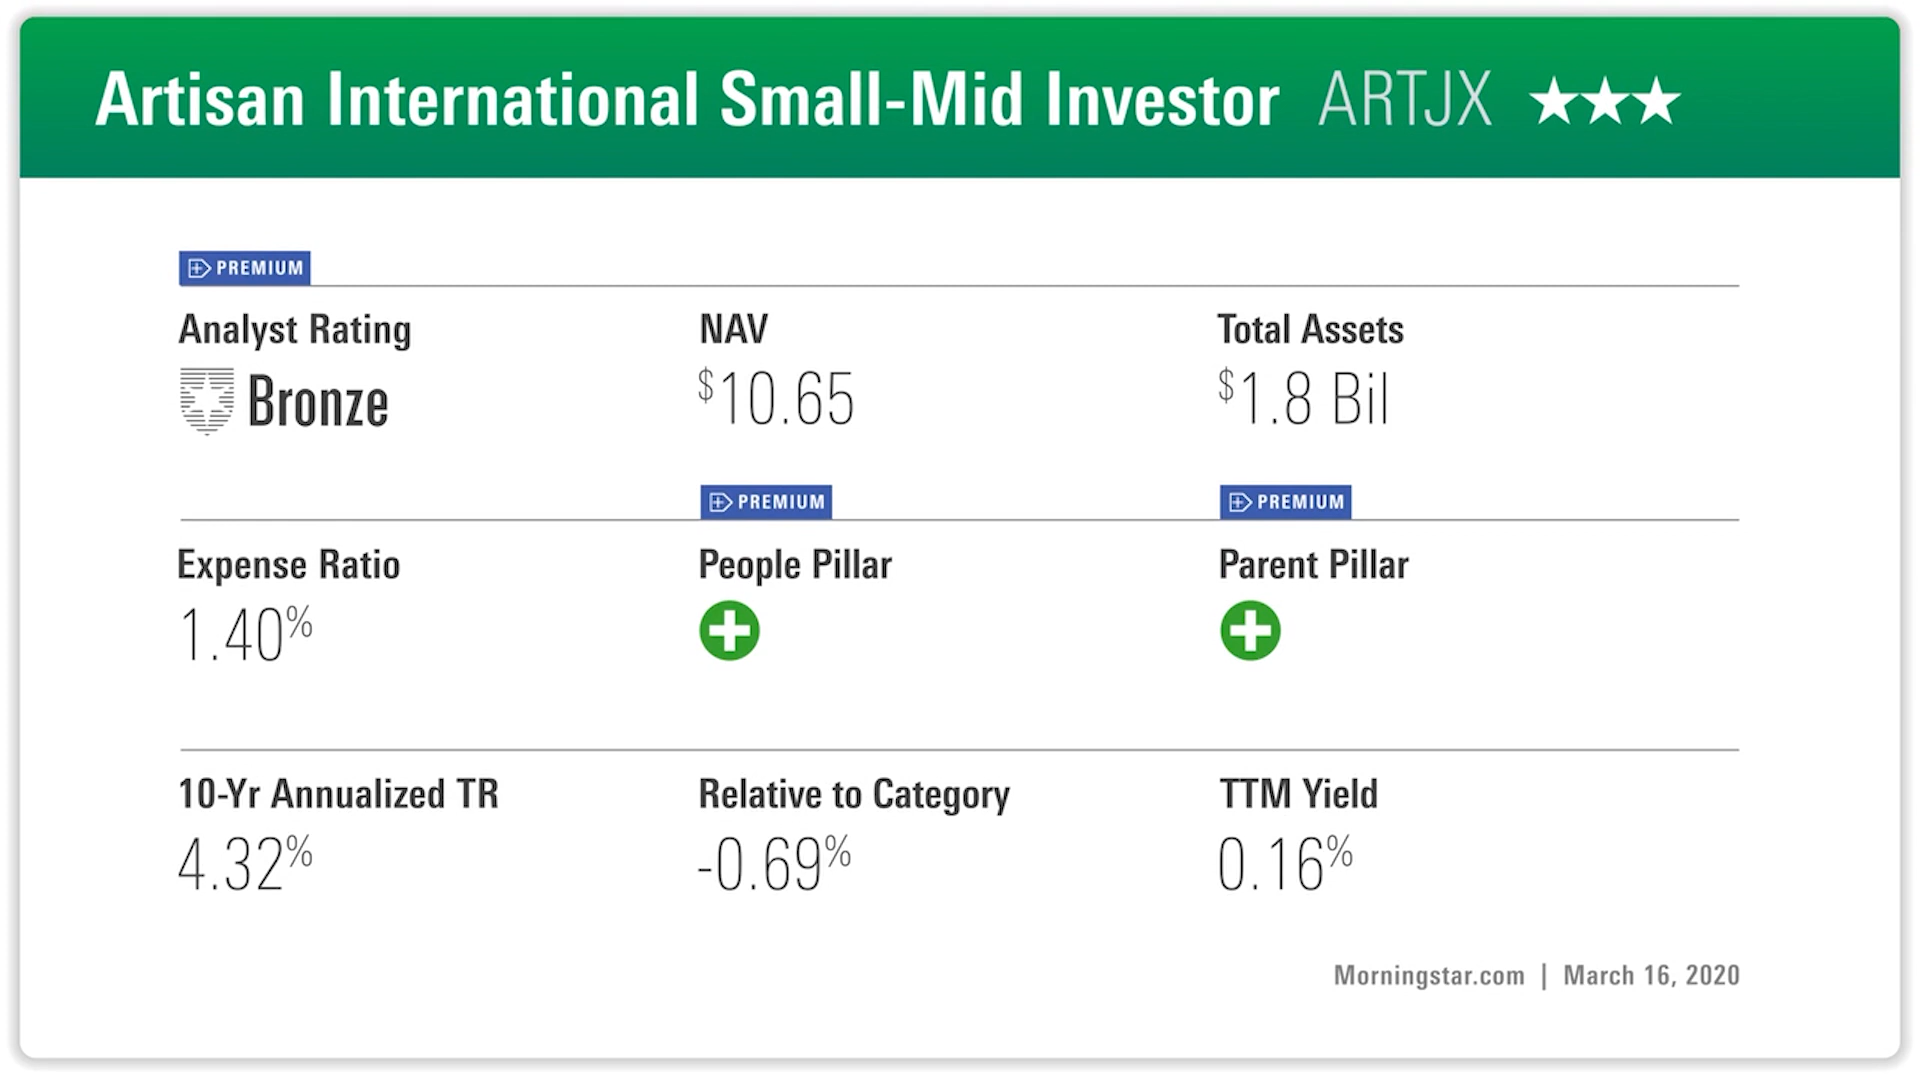 Artisan International Small-Mid Investor ARTJX ★★★
PREMIUM
Analyst Rating
Bronze
NAV
$10.65
Total Assets
$1.8 Bil
Expense Ratio
1.40%
PREMIUM
People Pillar
PREMIUM
Parent Pillar
10-Yr Annualized TR
4.32%
Relative to Category
-0.69%
TTM Yield
0.16%
Morningstar.com | March 16, 2020